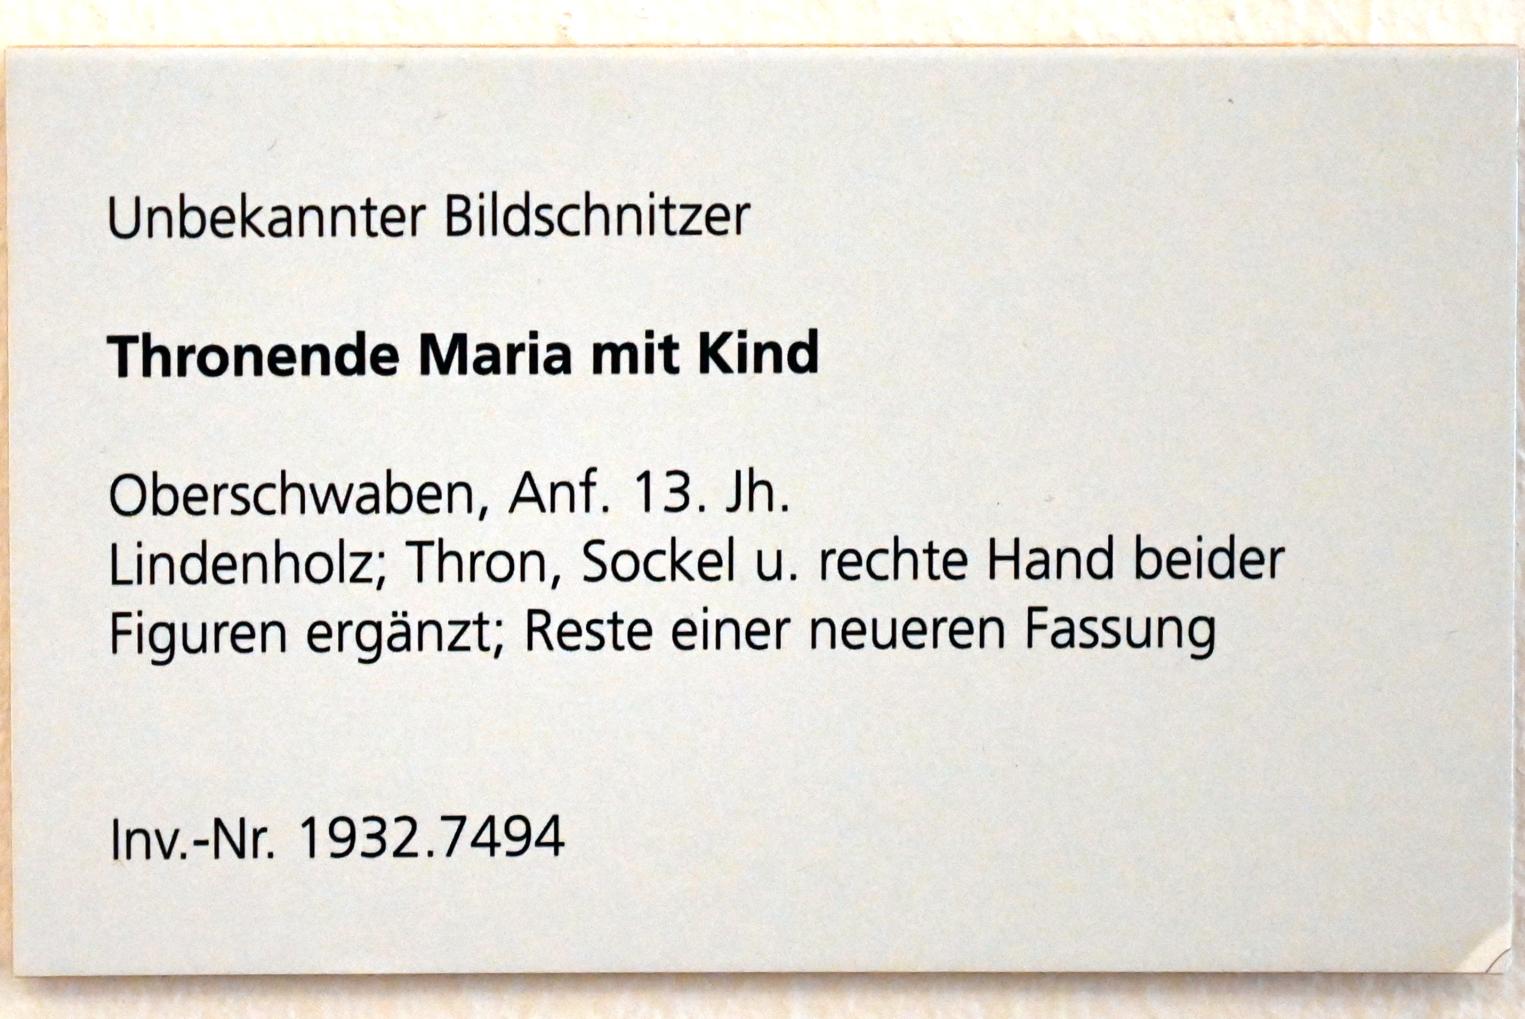 Unbekannter Bildschnitzer
Thronende Maria mit Kind
Oberschwaben, Anf. 13. Jh.
Lindenholz; Thron, Sockel u. rechte Hand beider
Figuren ergänzt; Reste einer neueren Fassung
Inv.-Nr. 1932.7494